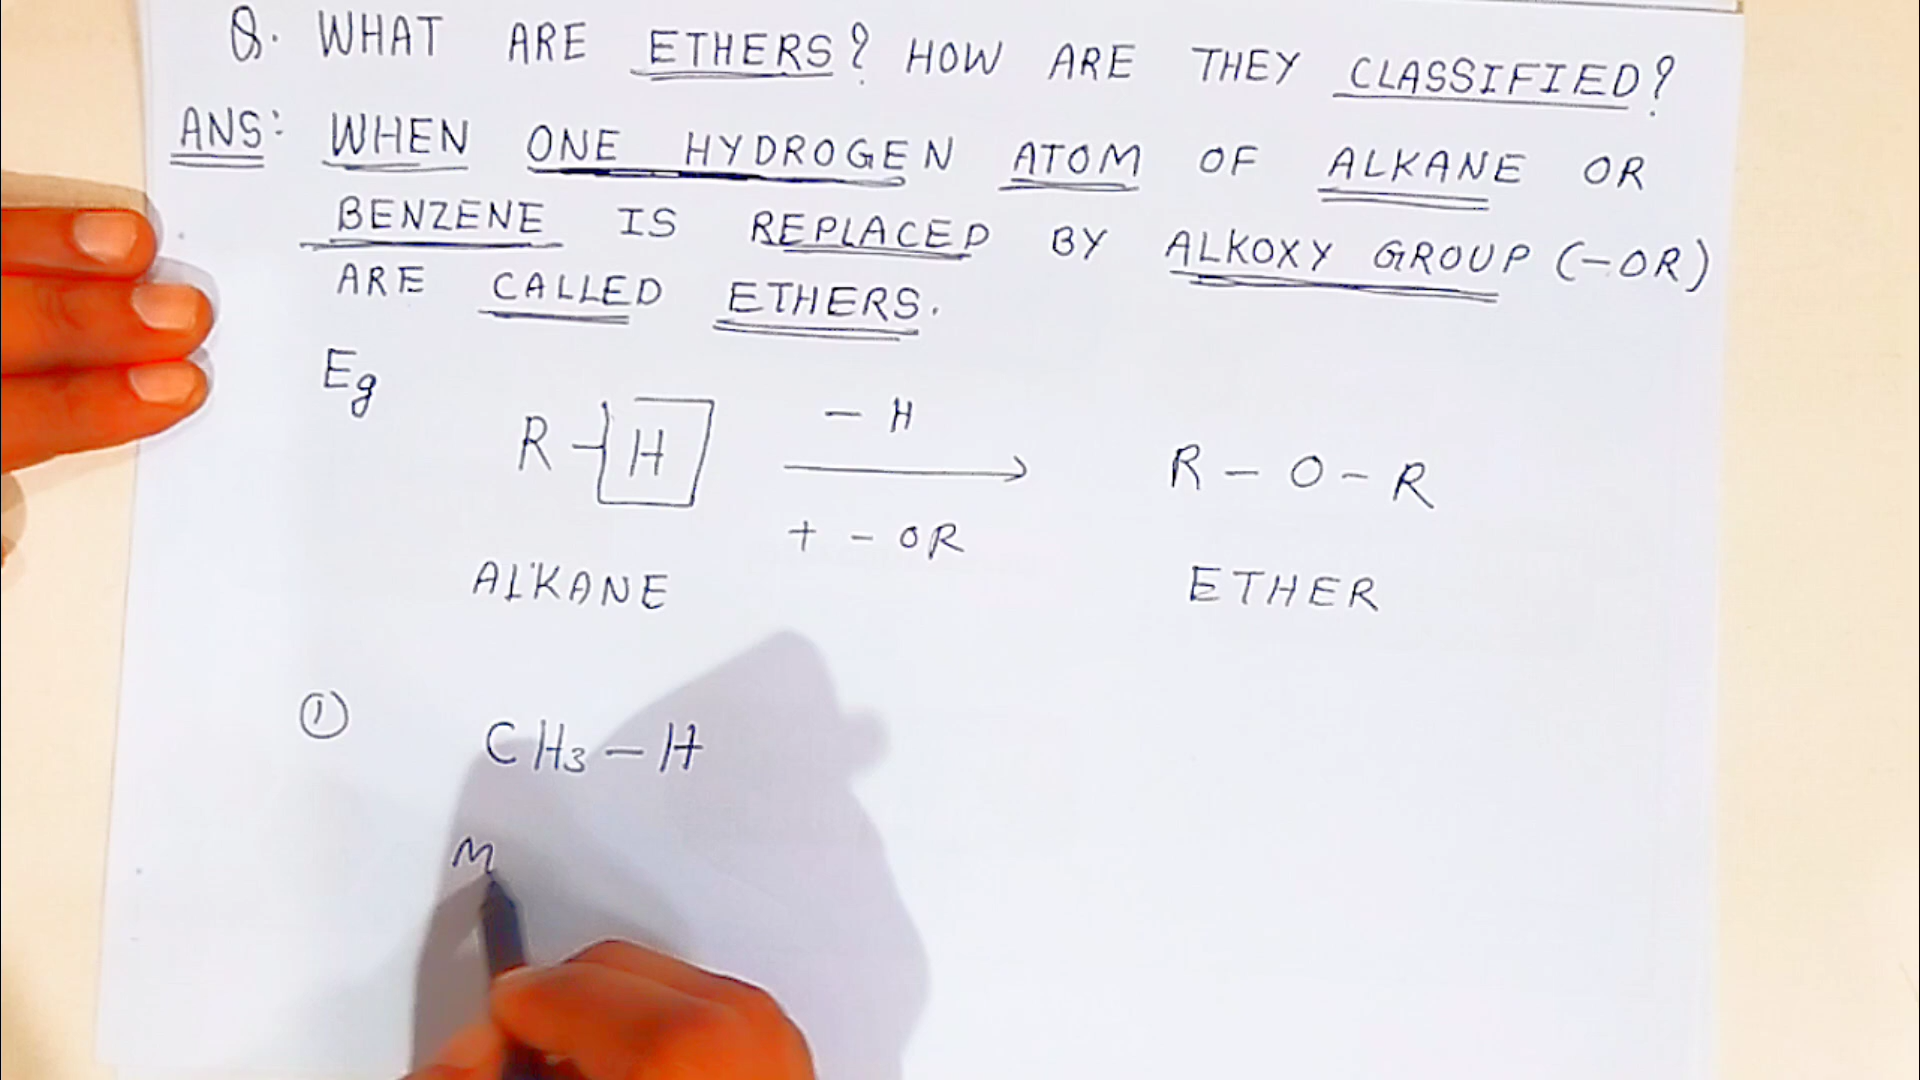 Q. WHAT ARE ETHERS? HOW ARE THEY CLASSIFIED?
ANS: WHEN ONE HYDROGEN ATOM OF ALKANE OR
BENZENE IS REPLACED BY ALKOXY GROUP (-OR)
ARE CALLED ETHERS.
Eg
R - H
- H
+ - OR
R - O - R
ALKANE
ETHER
① CH3 - H
M